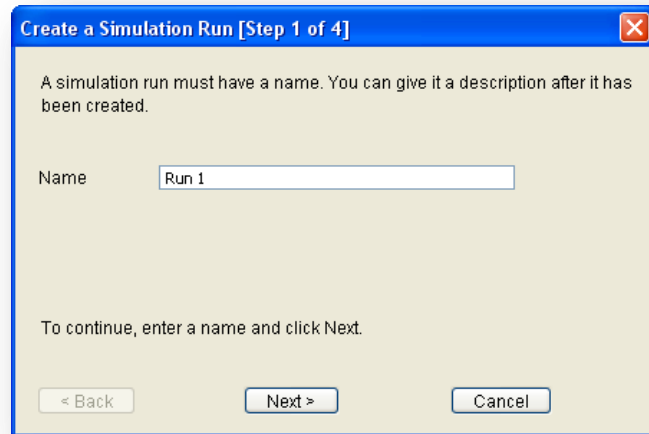 Create a Simulation Run [Step 1 of 4]
A simulation run must have a name. You can give it a description after it has
been created.
Name Run 1
To continue, enter a name and click Next.
< Back Next > Cancel